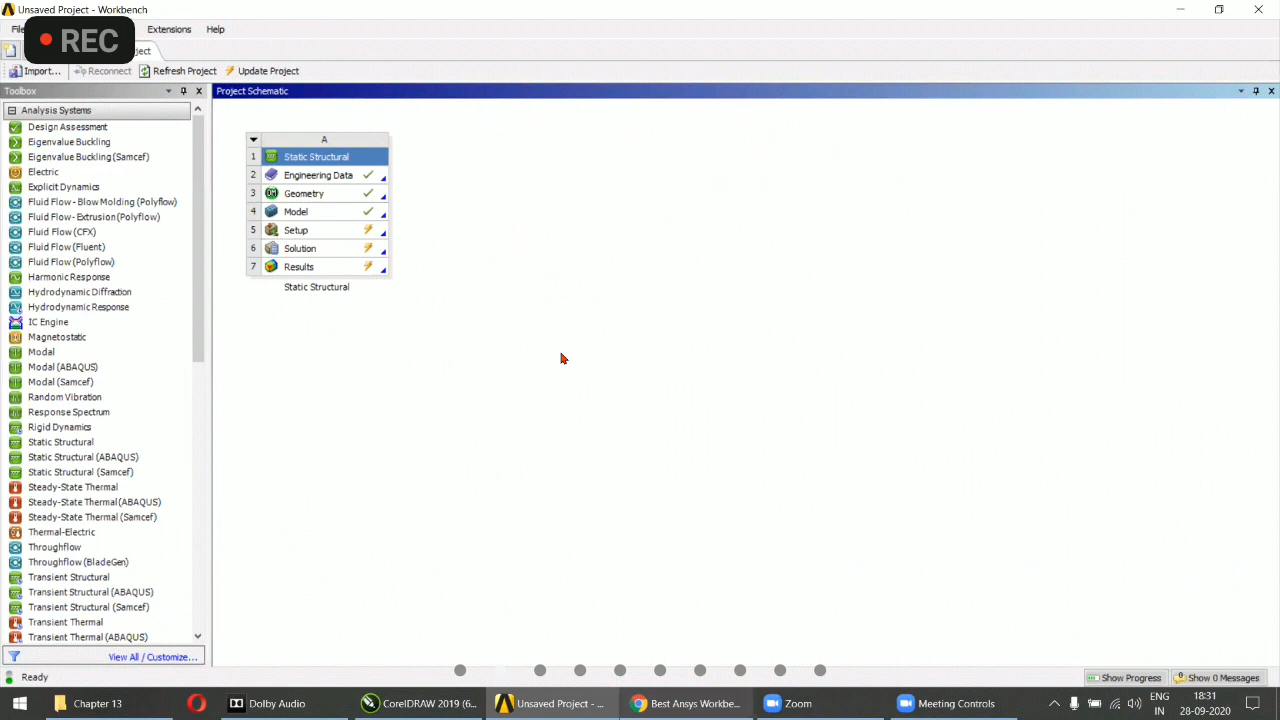 Unsaved Project - Workbench
Extensions Help
REC
Import... Reconnect Refresh Project Update Project
Toolbox
Project Schematic
Analysis Systems
Design Assessment
Eigenvalue Buckling
Eigenvalue Buckling (Samcef)
Electric
Explicit Dynamics
Fluid Flow - Blow Molding (Polyflow)
Fluid Flow - Extrusion (Polyflow)
Fluid Flow (CFX)
Fluid Flow (Fluent)
Fluid Flow (Polyflow)
Harmonic Response
Hydrodynamic Diffraction
Hydrodynamic Response
IC Engine
Magnetostatic
Modal
Modal (ABAQUS)
Modal (Samcef)
Random Vibration
Response Spectrum
Rigid Dynamics
Static Structural
Static Structural (ABAQUS)
Static Structural (Samcef)
Steady-State Thermal
Steady-State Thermal (ABAQUS)
Steady-State Thermal (Samcef)
Thermal-Electric
Throughflow
Throughflow (BladeGen)
Transient Structural
Transient Structural (ABAQUS)
Transient Structural (Samcef)
Transient Thermal
Transient Thermal (ABAQUS)
View All / Customize...
A
1 Static Structural
2 Engineering Data
3 Geometry
4 Model
5 Setup
6 Solution
7 Results
Static Structural
Ready
Show Progress Show 0 Messages
Chapter 13 Dolby Audio CorelDRAW 2019 (6... Unsaved Project - ... Best Ansys Workbe... Zoom Meeting Controls
ENG
IN
18:31
28-09-2020